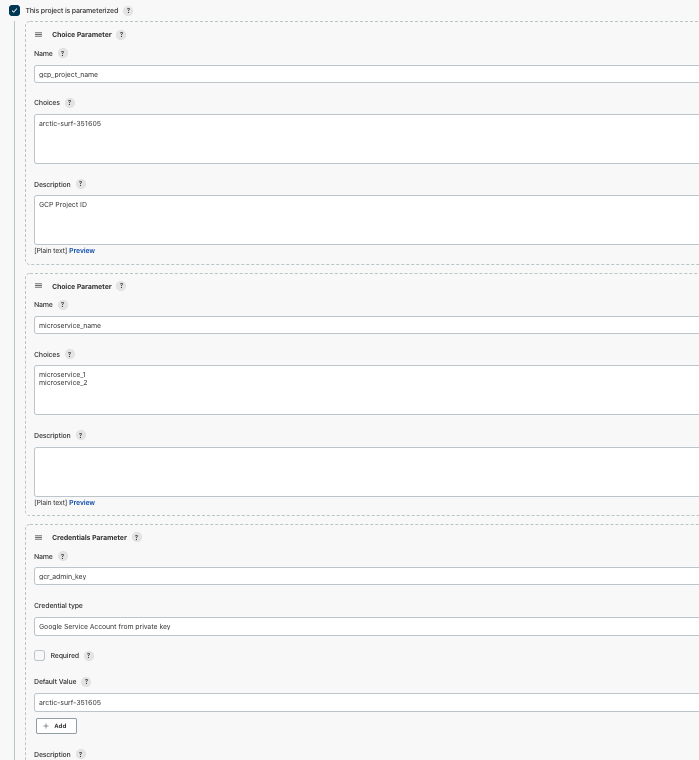 This project is parameterized ?
Choice Parameter ?
Name ?
gcp_project_name
Choices ?
arctic-surf-351605
Description ?
GCP Project ID
[Plain text] Preview
Choice Parameter ?
Name ?
microservice_name
Choices ?
microservice_1
microservice_2
Description ?
[Plain text] Preview
Credentials Parameter ?
Name ?
gcr_admin_key
Credential type
Google Service Account from private key
Required ?
Default Value ?
arctic-surf-351605
+ Add
Description ?